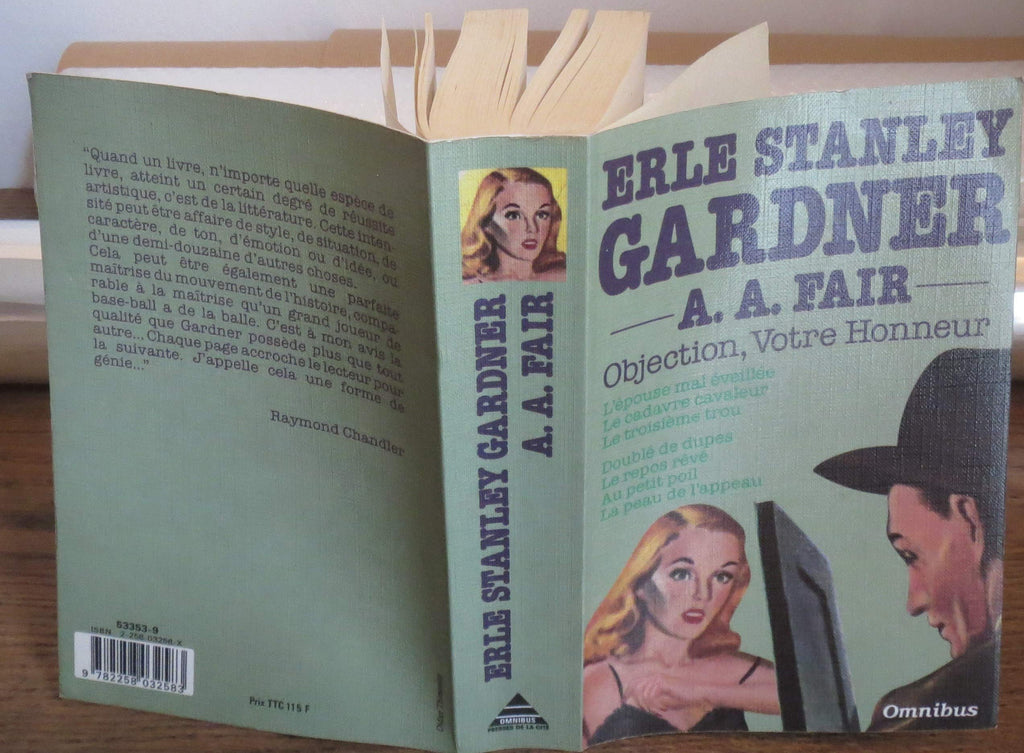 "Quand un livre, n'importe quelle espèce de
livre, atteint un certain degré de réussite
artistique, c'est de la littérature. Cette inten-
sité peut être affaire de style, de situation, de
caractère, de ton, d'émotion ou d'idée, ou
d'une demi-douzaine d'autres choses.
Cela peut être également une parfaite
maîtrise du mouvement de l'histoire, compa-
rable à la maîtrise qu'un grand joueur de
base-ball a de la balle. C'est à mon avis la
qualité que Gardner possède plus que tout
autre... Chaque page accroche le lecteur pour
la suivante. J'appelle cela une forme de
génie..."
Raymond Chandler
53353-9
ISBN 2-258-03258-X
9 782258 032583
Prix TTC 115 F
ERLE STANLEY GARDNER
A. A. FAIR
OMNIBUS
PRESSES DE LA CITÉ
ERLE STANLEY
GARDNER
A. A. FAIR
Objection, Votre Honneur
L'épouse mal éveillée
Le cadavre cavaleur
Le troisième trou
Doublé de dupes
Le repos rêvé
Au petit poil
La peau de l'appeau
Omnibus